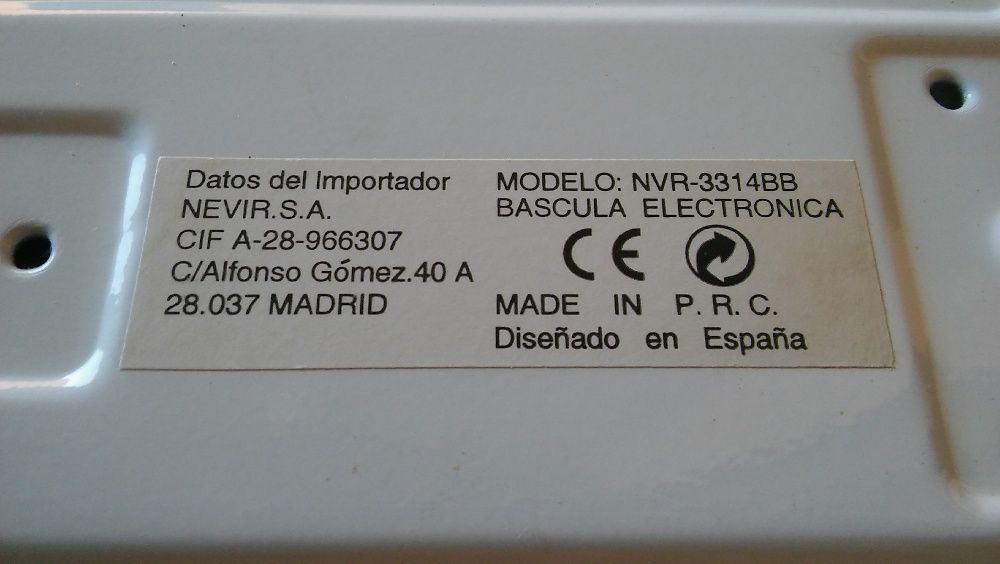 Datos del Importador
NEVIR.S.A.
CIF A-28-966307
C/Alfonso Gómez.40 A
28.037 MADRID
MODELO: NVR-3314BB
BASCULA ELECTRONICA
CE
MADE IN P. R. C.
Diseñado en España